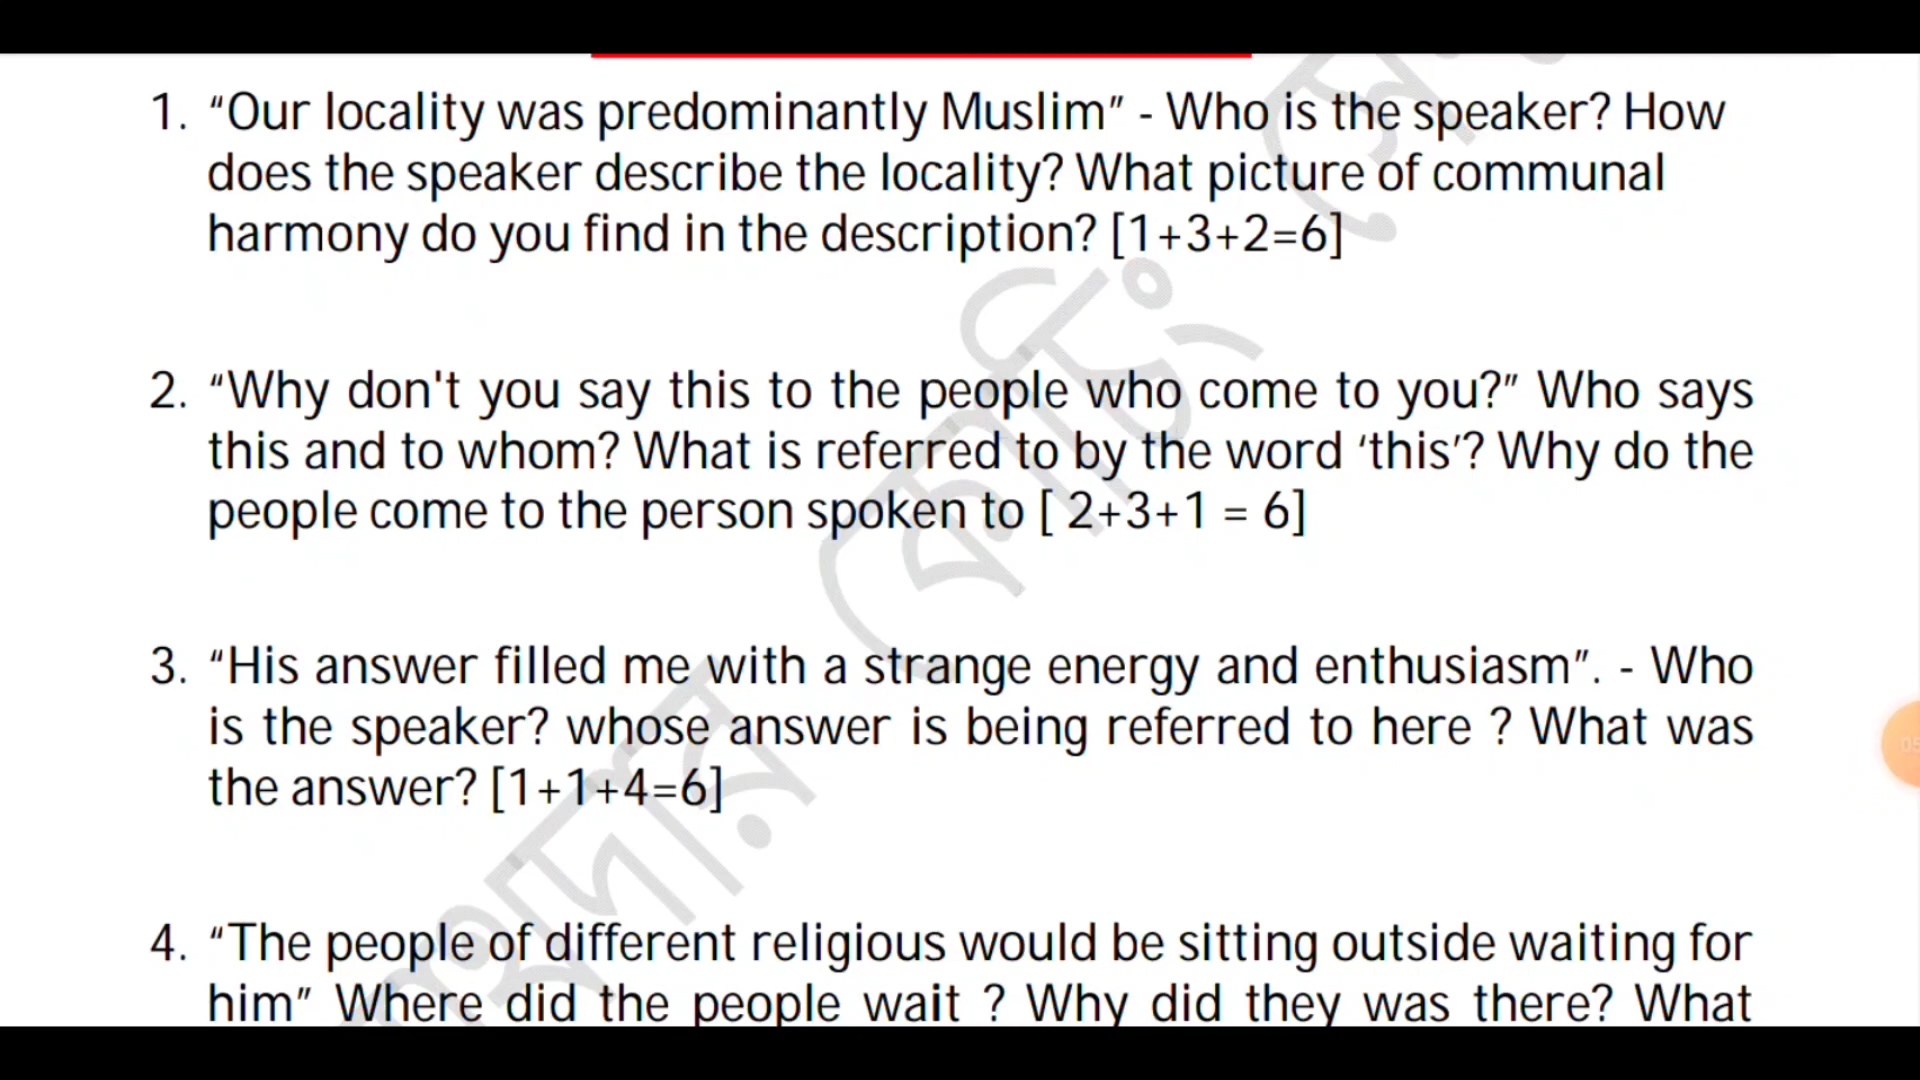 1. “Our locality was predominantly Muslim” - Who is the speaker? How
does the speaker describe the locality? What picture of communal
harmony do you find in the description? [1+3+2=6]
2. “Why don't you say this to the people who come to you?” Who says
this and to whom? What is referred to by the word ‘this’? Why do the
people come to the person spoken to [ 2+3+1 = 6]
3. “His answer filled me with a strange energy and enthusiasm”. - Who
is the speaker? whose answer is being referred to here ? What was
the answer? [1+1+4=6]
4. “The people of different religious would be sitting outside waiting for
him” Where did the people wait ? Why did they was there? What
কোচিং